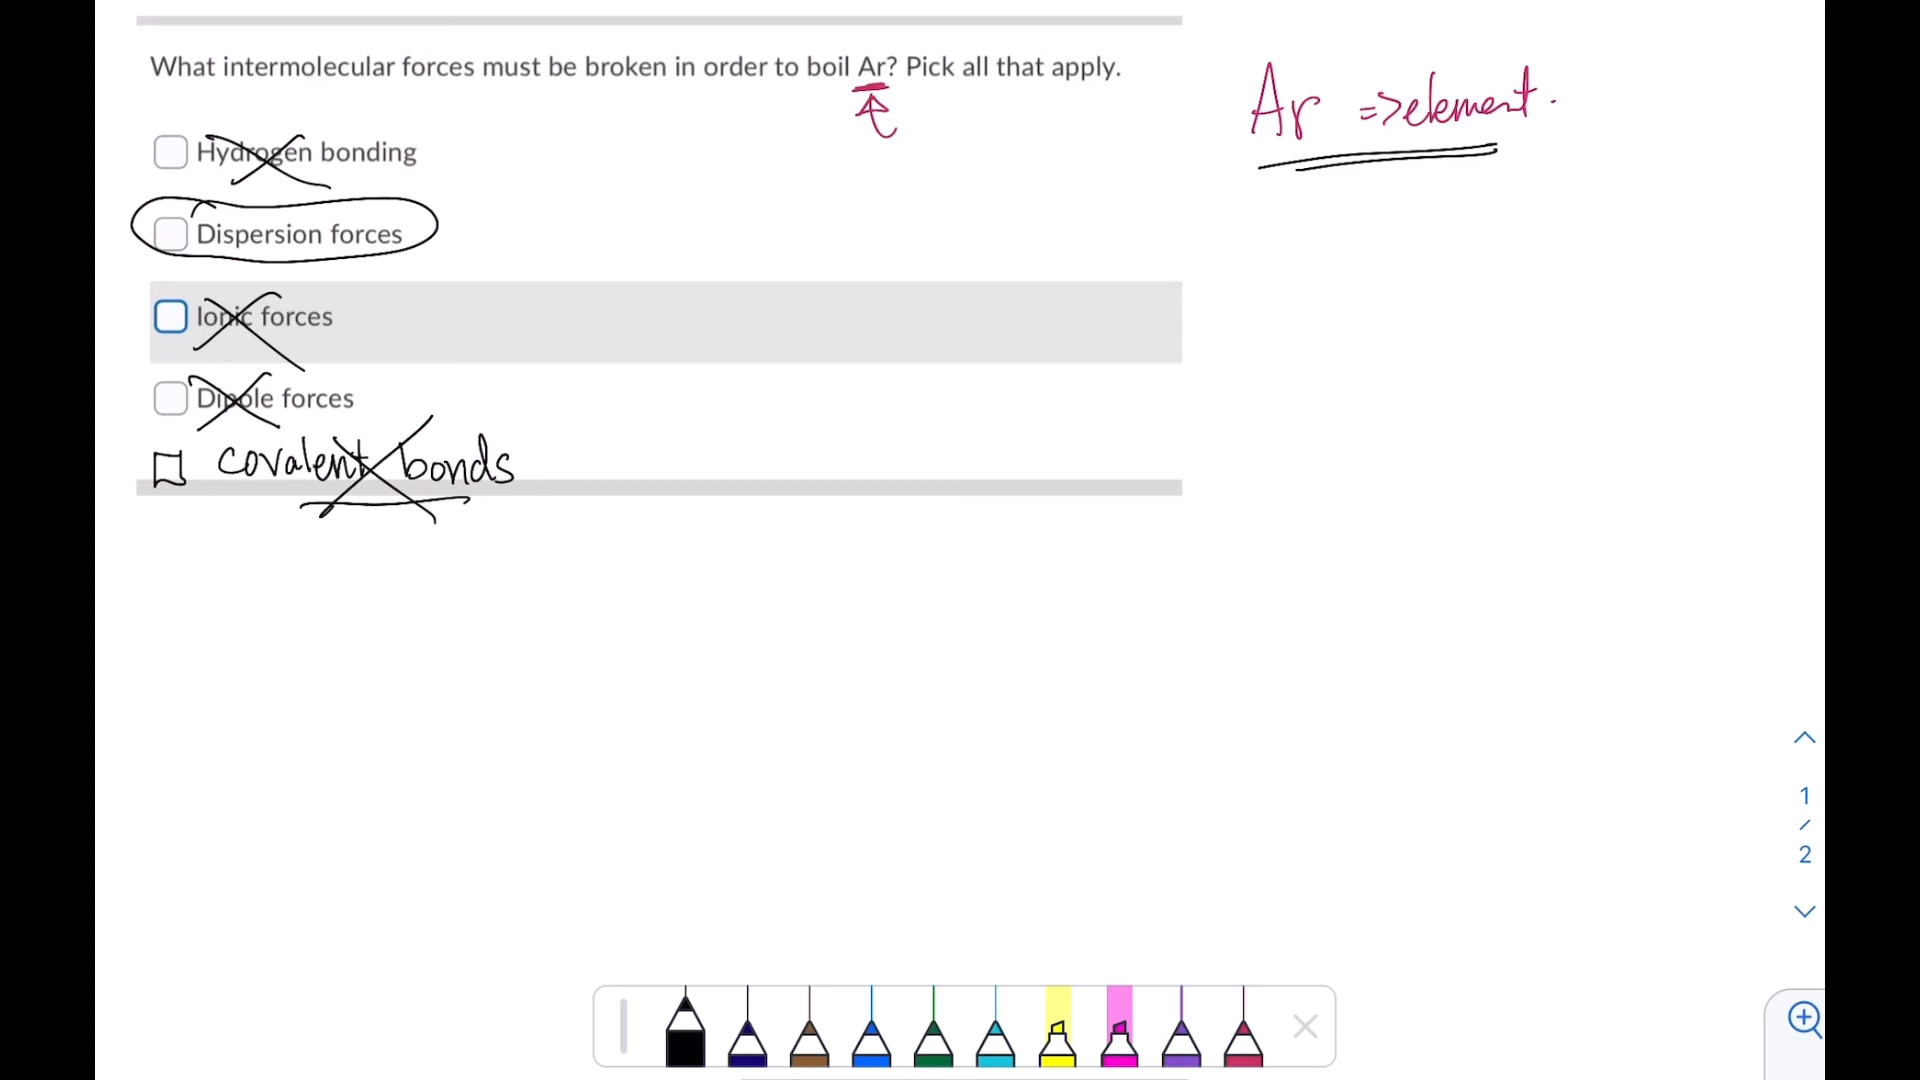 What intermolecular forces must be broken in order to boil Ar? Pick all that apply.
Ar => element.
Hydrogen bonding
Dispersion forces
Ionic forces
Dipole forces
covalent bonds
1
/
2